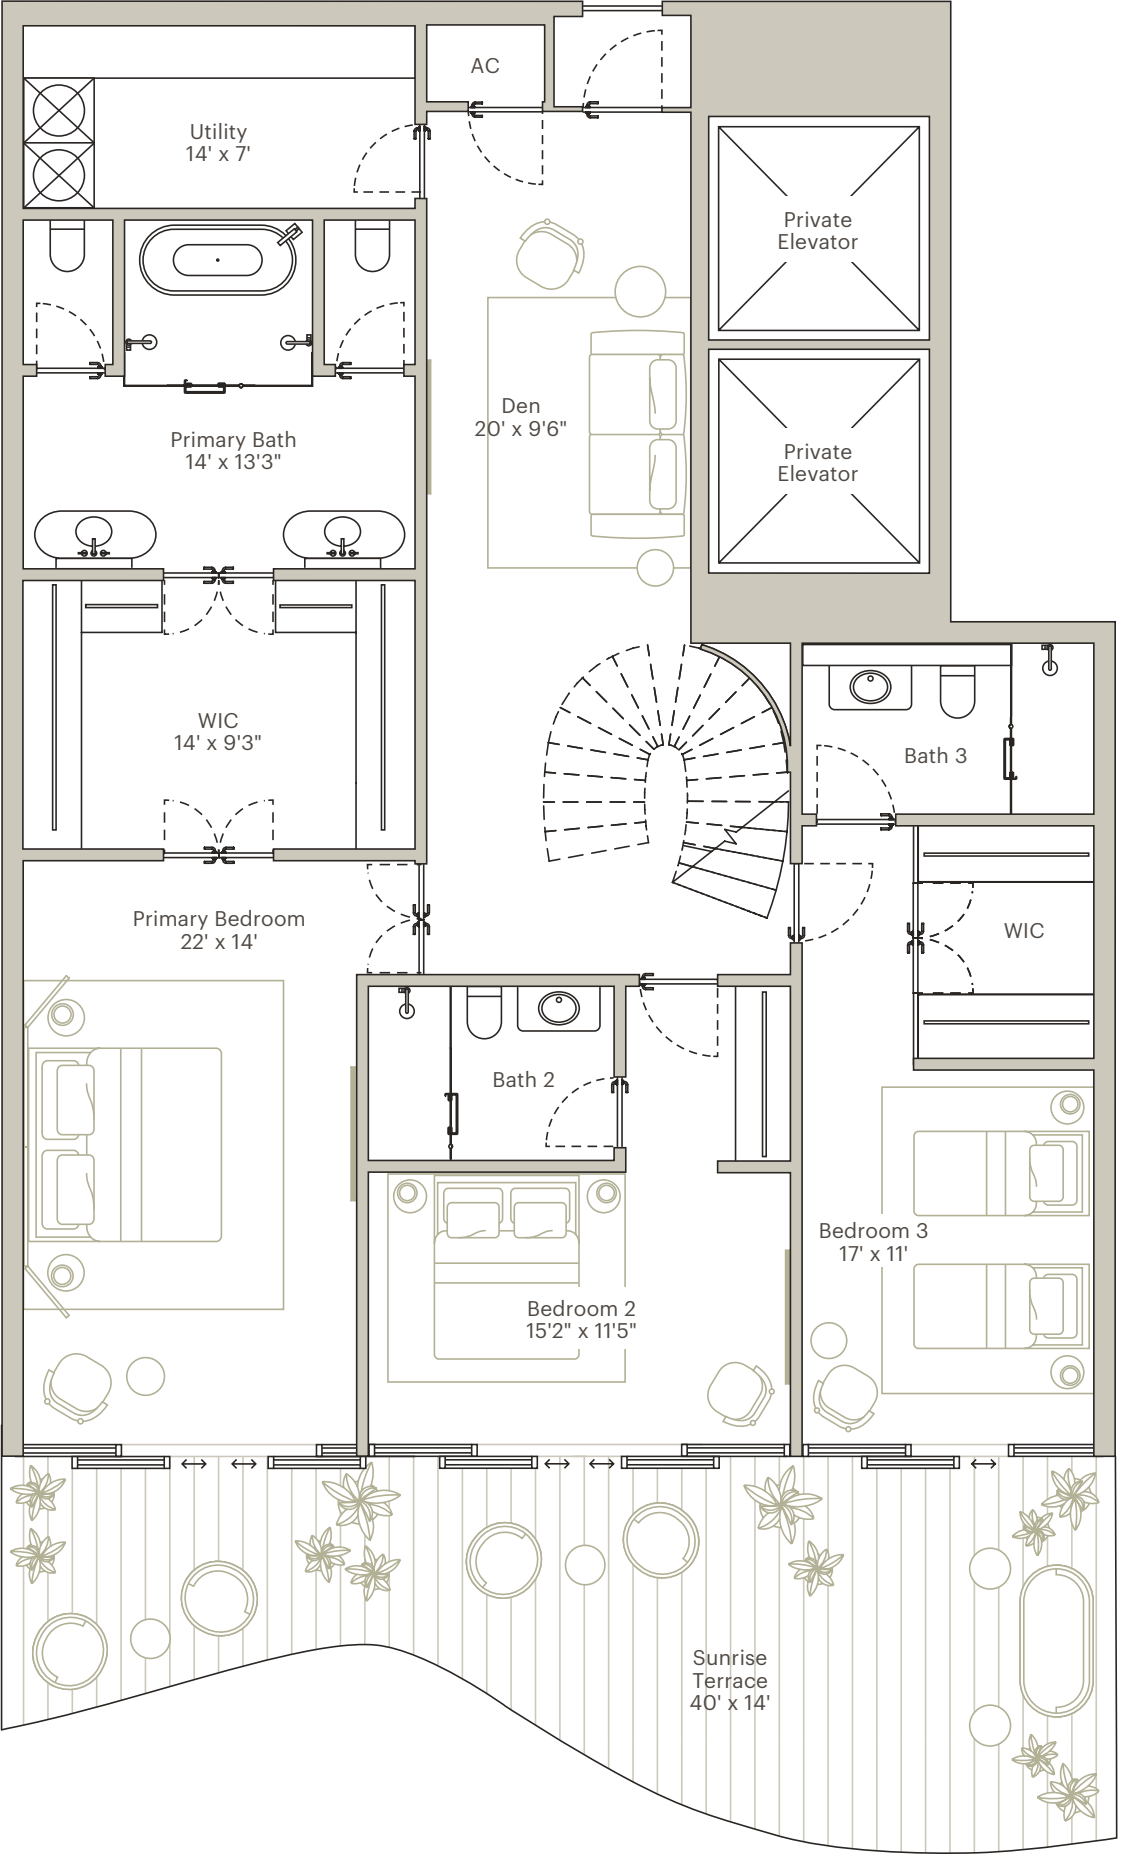 AC
Utility
14' x 7'
Private
Elevator
Den
20' x 9'6"
Primary Bath
14' x 13'3"
Private
Elevator
WIC
14' x 9'3"
Bath 3
Primary Bedroom
22' x 14'
WIC
Bath 2
Bedroom 3
17' x 11'
Bedroom 2
15'2" x 11'5"
Sunrise
Terrace
40' x 14'